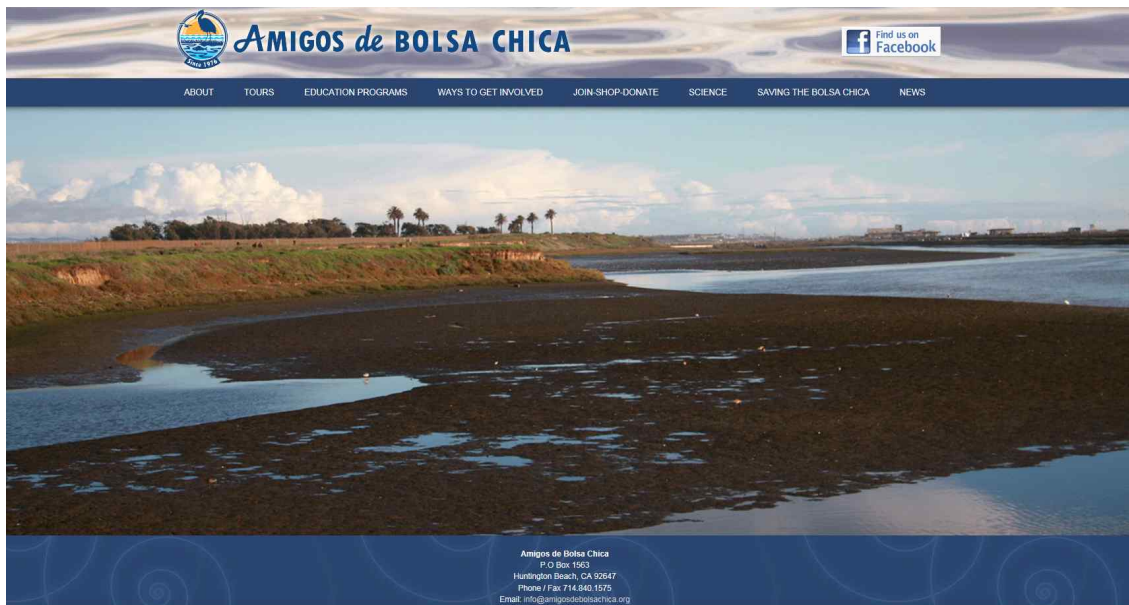 Since 1976
AMIGOS de BOLSA CHICA
Find us on
Facebook
ABOUT TOURS EDUCATION PROGRAMS WAYS TO GET INVOLVED JOIN-SHOP-DONATE SCIENCE SAVING THE BOLSA CHICA NEWS
Amigos de Bolsa Chica
P.O Box 1563
Huntington Beach, CA 92647
Phone / Fax 714.840.1575
Email: info@amigosdebolsachica.org